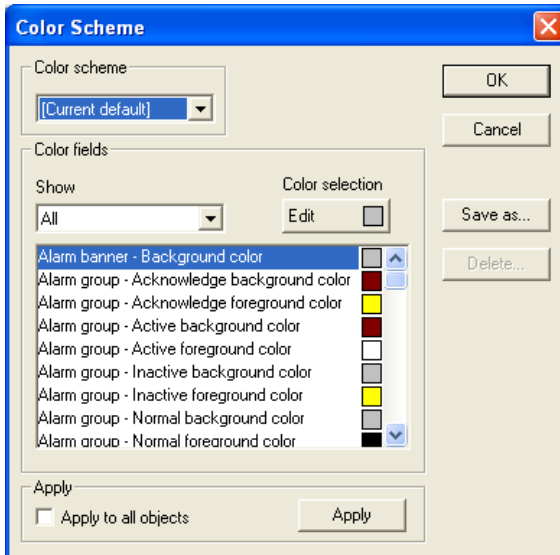 Color Scheme
Color scheme
[Current default]
OK
Cancel
Color fields
Show
Color selection
All
Edit
Save as...
Delete...
Alarm banner - Background color
Alarm group - Acknowledge background color
Alarm group - Acknowledge foreground color
Alarm group - Active background color
Alarm group - Active foreground color
Alarm group - Inactive background color
Alarm group - Inactive foreground color
Alarm group - Normal background color
Alarm group - Normal foreground color
Apply
Apply to all objects
Apply